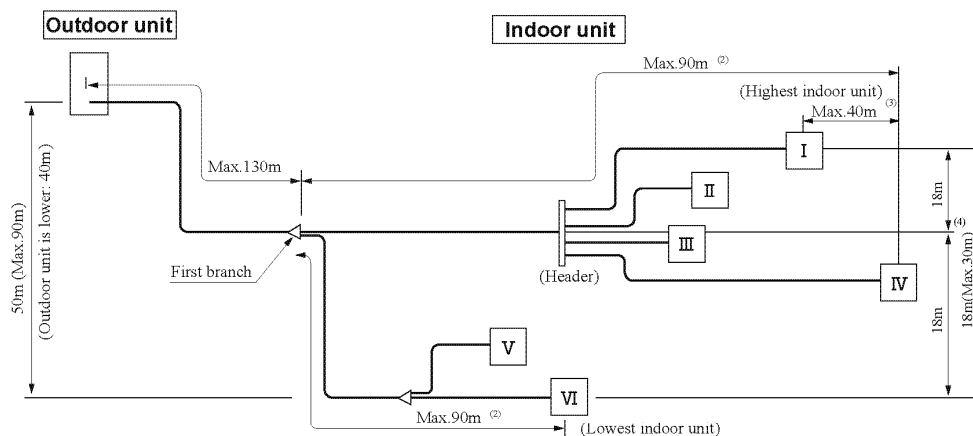 Outdoor unit
Indoor unit
Max.90m (2)
(Highest indoor unit)
Max.40m (3)
I
Max.130m
II
18m
50m (Max.90m)
(Outdoor unit is lower: 40m)
First branch
(Header)
III
(4)
IV
18m
18m(Max.30m)
V
VI
Max.90m (2)
(Lowest indoor unit)